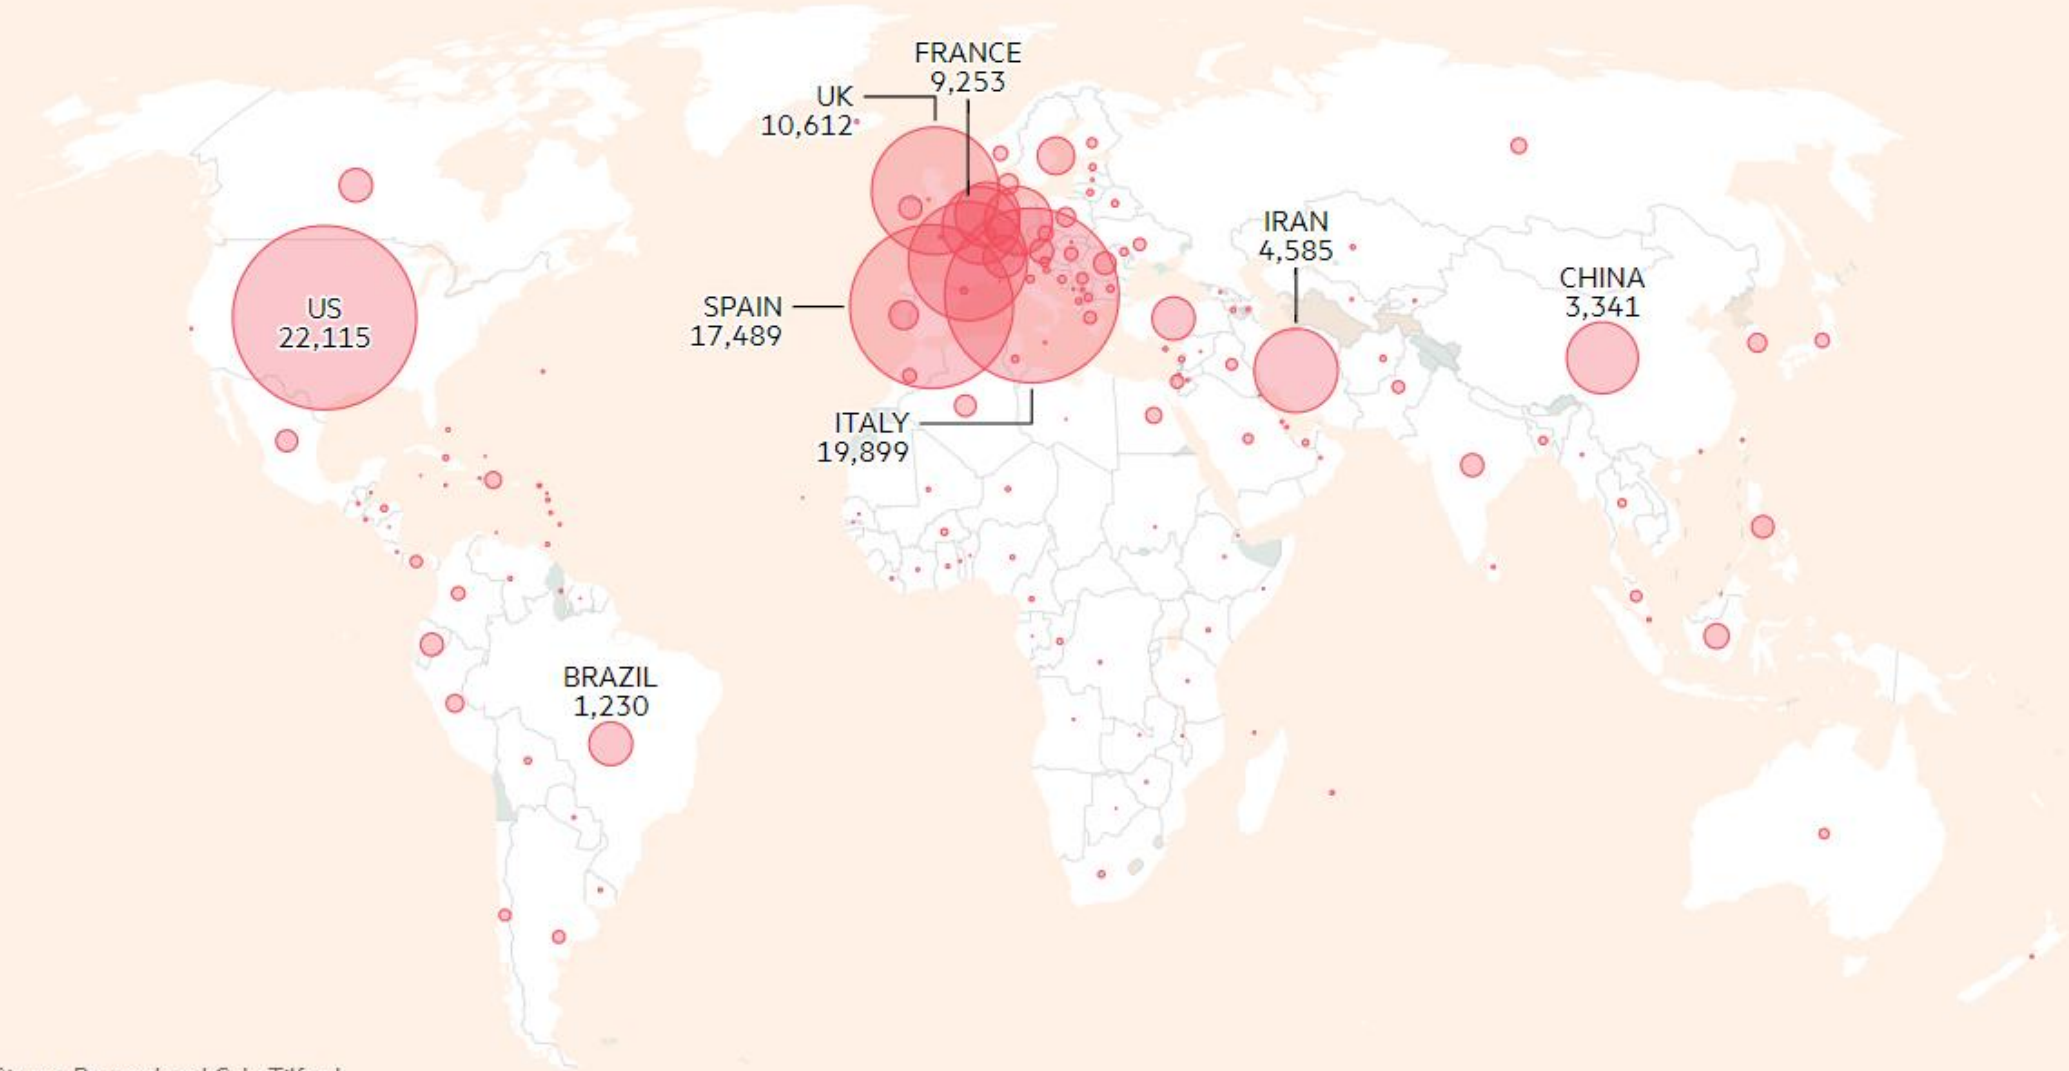 FRANCE
9,253
UK
10,612
IRAN
4,585
CHINA
3,341
US
22,115
SPAIN
17,489
ITALY
19,899
BRAZIL
1,230